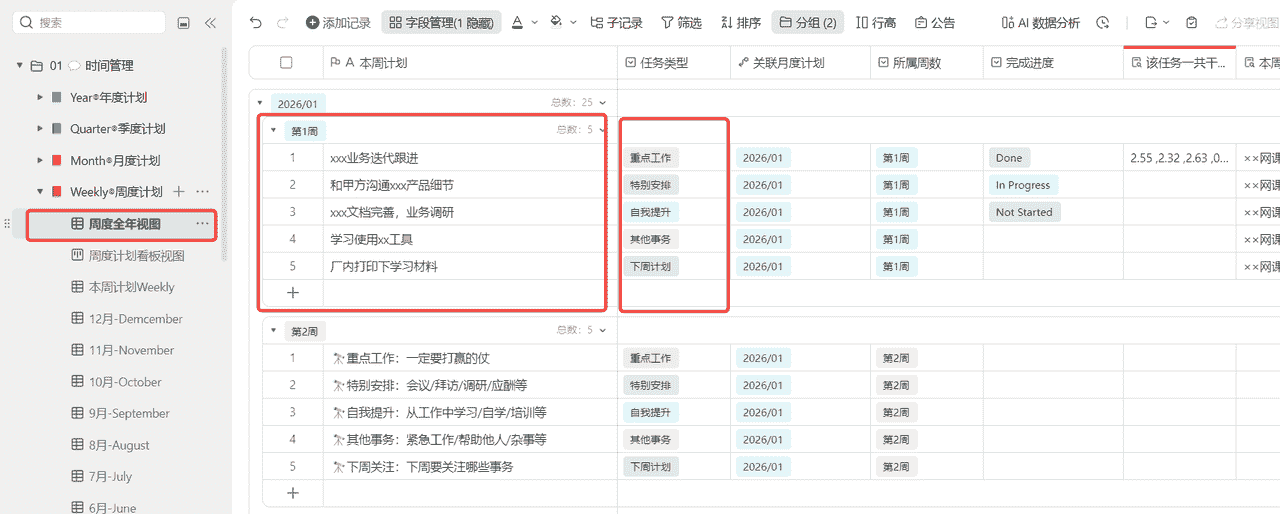 搜索
添加记录 字段管理(1 隐藏) 子记录 筛选 排序 分组 (2) 行高 公告 AI 数据分析 分享视图
01 时间管理
Year®年度计划
Quarter®季度计划
Month®月度计划
Weekly®周度计划
周度全年视图
周度计划看板视图
本周计划Weekly
12月-Demcember
11月-November
10月-October
9月-September
8月-August
7月-July
6月-June
A 本周计划 任务类型 关联月度计划 所属周数 完成进度 该任务一共干... 本周
2026/01 总数: 25
第1周 总数: 5
1 xxx业务迭代跟进 重点工作 2026/01 第1周 Done 2.55 ,2.32 ,2.63 ,0... ××网课
2 和甲方沟通xxx产品细节 特别安排 2026/01 第1周 In Progress ××网课
3 xxx文档完善，业务调研 自我提升 2026/01 第1周 Not Started ××网课
4 学习使用xx工具 其他事务 2026/01 第1周 ××网课
5 厂内打印下学习材料 下周计划 2026/01 第1周 ××网课
第2周 总数: 5
1 重点工作：一定要打赢的仗 重点工作 2026/01 第2周
2 特别安排：会议/拜访/调研/应酬等 特别安排 2026/01 第2周
3 自我提升：从工作中学习/自学/培训等 自我提升 2026/01 第2周
4 其他事务：紧急工作/帮助他人/杂事等 其他事务 2026/01 第2周
5 下周关注：下周要关注哪些事务 下周计划 2026/01 第2周